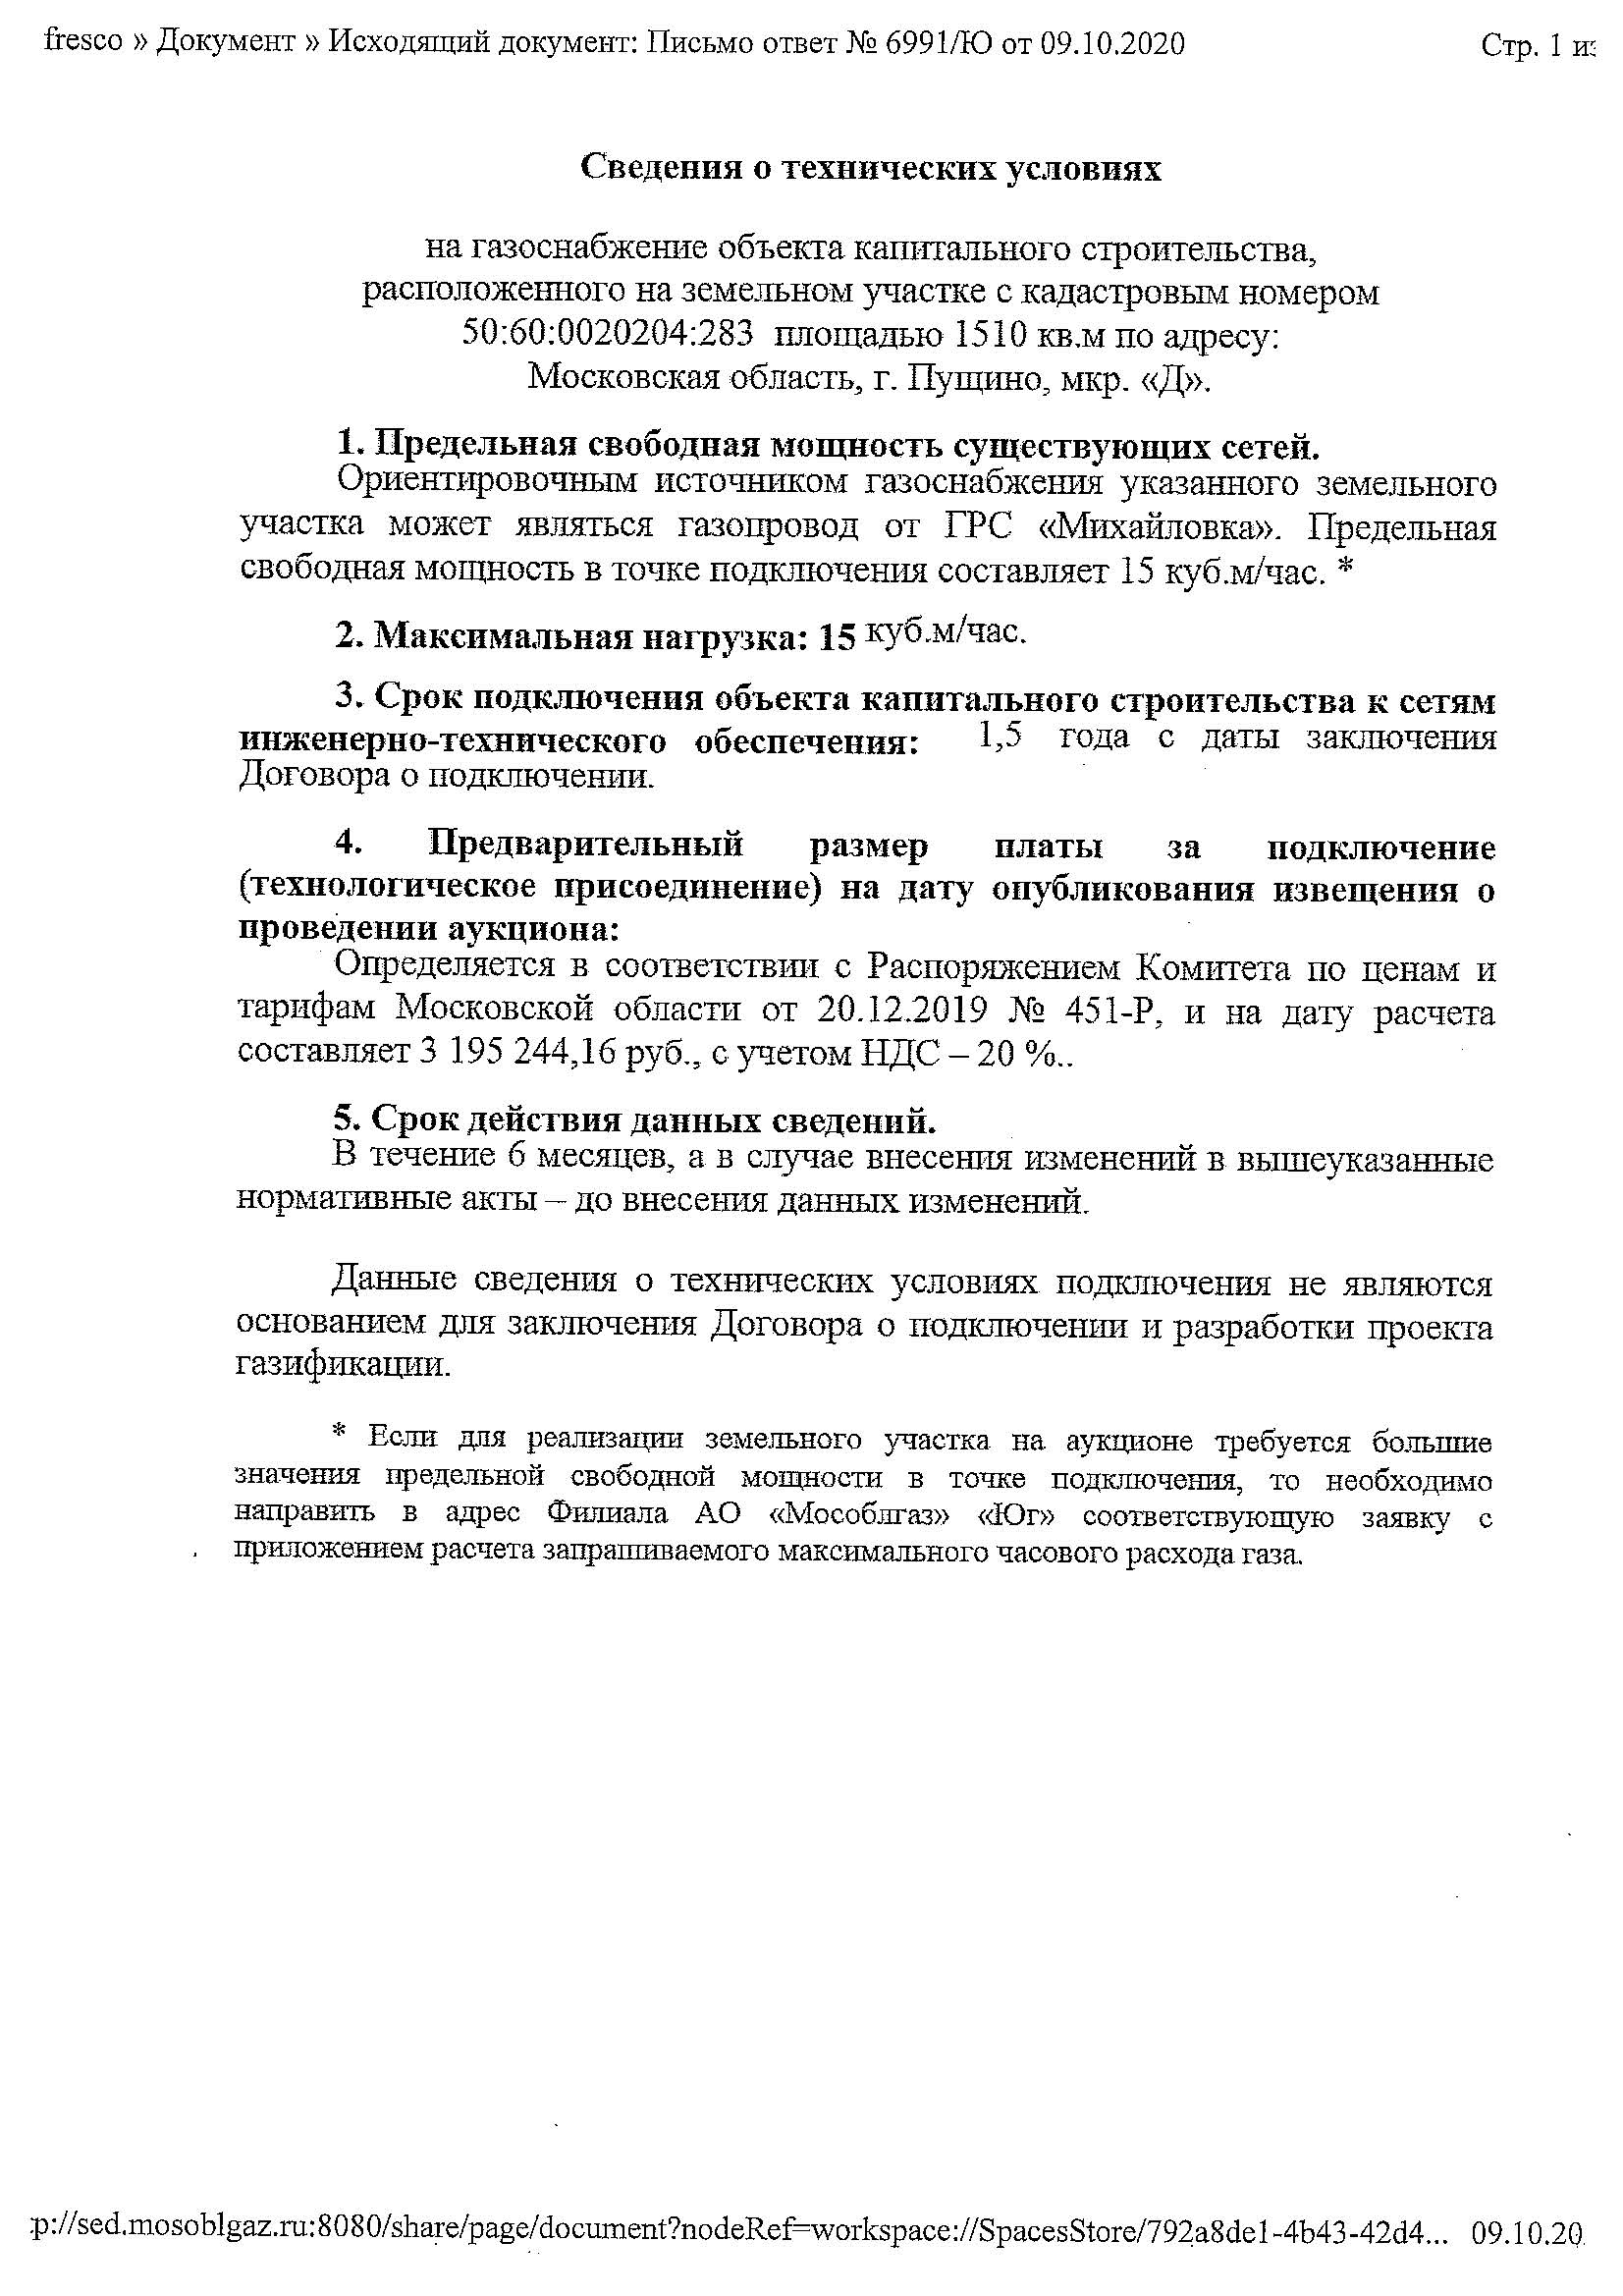 fresco » Документ » Исходящий документ: Письмо ответ № 6991/Ю от 09.10.2020 Стр. 1 из
Сведения о технических условиях
на газоснабжение объекта капитального строительства,
расположенного на земельном участке с кадастровым номером
50:60:0020204:283 площадью 1510 кв.м по адресу:
Московская область, г. Пущино, мкр. «Д».
1. Предельная свободная мощность существующих сетей.
Ориентировочным источником газоснабжения указанного земельного
участка может являться газопровод от ГРС «Михайловка». Предельная
свободная мощность в точке подключения составляет 15 куб.м/час. *
2. Максимальная нагрузка: 15 куб.м/час.
3. Срок подключения объекта капитального строительства к сетям
инженерно-технического обеспечения: 1,5 года с даты заключения
Договора о подключении.
4. Предварительный размер платы за подключение
(технологическое присоединение) на дату опубликования извещения о
проведении аукциона:
Определяется в соответствии с Распоряжением Комитета по ценам и
тарифам Московской области от 20.12.2019 № 451-Р, и на дату расчета
составляет 3 195 244,16 руб., с учетом НДС – 20 %..
5. Срок действия данных сведений.
В течение 6 месяцев, а в случае внесения изменений в вышеуказанные
нормативные акты – до внесения данных изменений.
Данные сведения о технических условиях подключения не являются
основанием для заключения Договора о подключении и разработки проекта
газификации.
* Если для реализации земельного участка на аукционе требуется большие
значения предельной свободной мощности в точке подключения, то необходимо
направить в адрес Филиала АО «Мособлгаз» «Юг» соответствующую заявку с
приложением расчета запрашиваемого максимального часового расхода газа.
p://sed.mosoblgaz.ru:8080/share/page/document?nodeRef=workspace://SpacesStore/792a8de1-4b43-42d4... 09.10.20